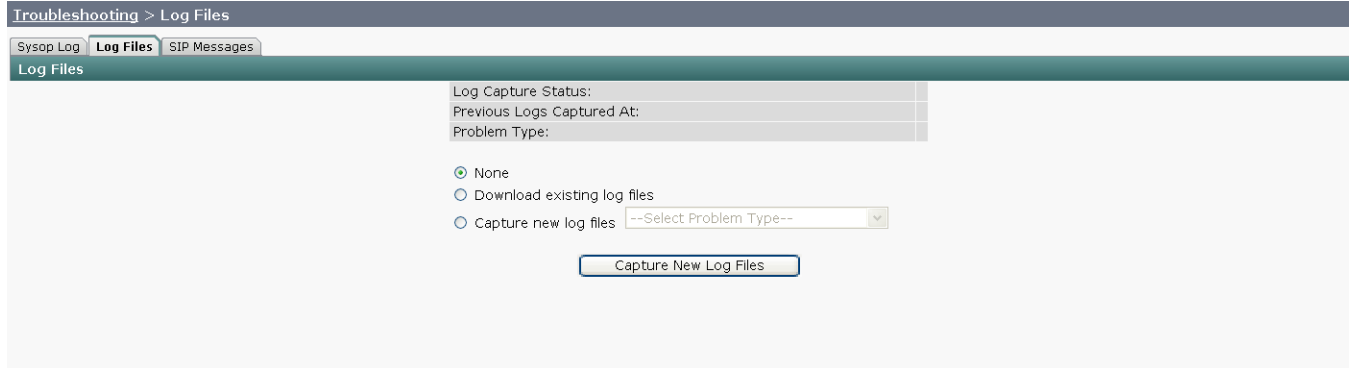 Troubleshooting > Log Files
Sysop Log Log Files SIP Messages
Log Files
Log Capture Status:
Previous Logs Captured At:
Problem Type:
None
Download existing log files
Capture new log files --Select Problem Type--
Capture New Log Files